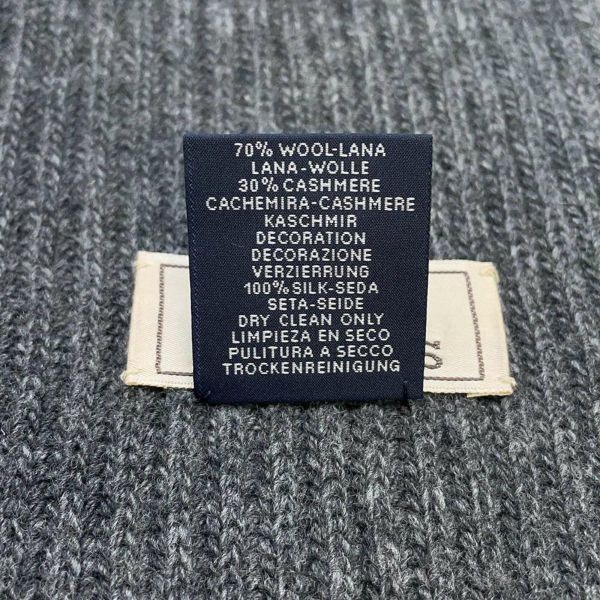 70% WOOL-LANA
LANA-WOLLE
30% CASHMERE
CACHEMIRA-CASHMERE
KASCHMIR
DECORATION
DECORAZIONE
VERZIERRUNG
100% SILK-SEDA
SETA-SEIDE
DRY CLEAN ONLY
LIMPIEZA EN SECO
PULITURA A SECCO
TROCKENREINIGUNG